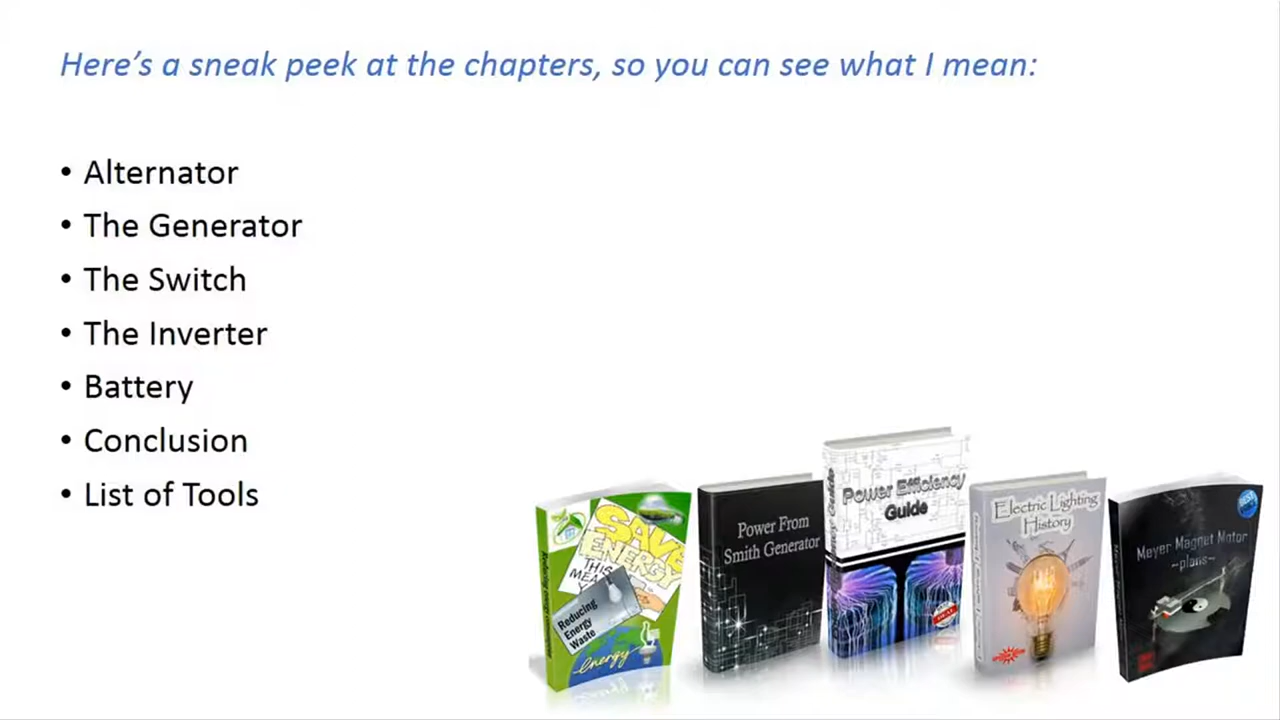 Here's a sneak peek at the chapters, so you can see what I mean:
• Alternator
• The Generator
• The Switch
• The Inverter
• Battery
• Conclusion
• List of Tools
SAVE
ENERGY
THIS
Reducing
Energy
Waste
Energy
Power From
Smith Generator
Power Efficiency
Guide
Electric Lighting
History
Meyer Magnet Motor
~plans~